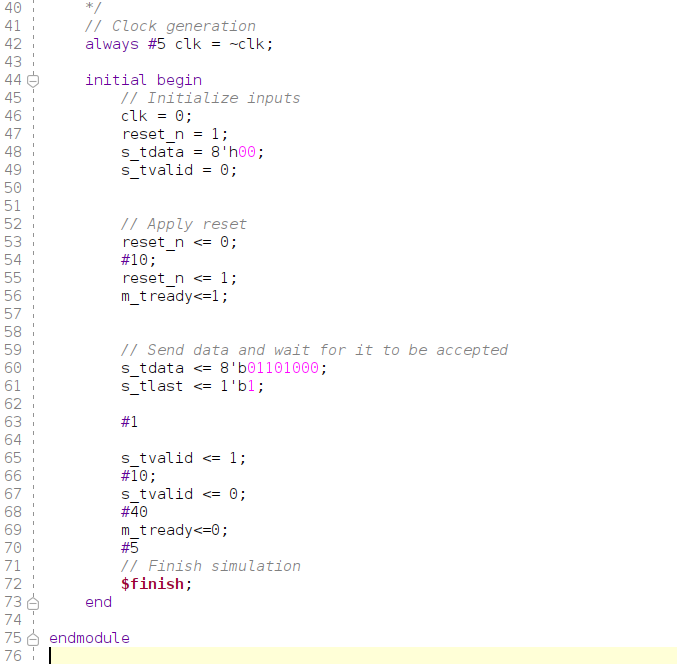 40 */
41 // Clock generation
42 always #5 clk = ~clk;
43
44 initial begin
45 // Initialize inputs
46 clk = 0;
47 reset_n = 1;
48 s_tdata = 8'h00;
49 s_tvalid = 0;
50
51
52 // Apply reset
53 reset_n <= 0;
54 #10;
55 reset_n <= 1;
56 m_tready<=1;
57
58
59 // Send data and wait for it to be accepted
60 s_tdata <= 8'b01101000;
61 s_tlast <= 1'b1;
62
63 #1
64
65 s_tvalid <= 1;
66 #10;
67 s_tvalid <= 0;
68 #40
69 m_tready<=0;
70 #5
71 // Finish simulation
72 $finish;
73 end
74
75 endmodule
76